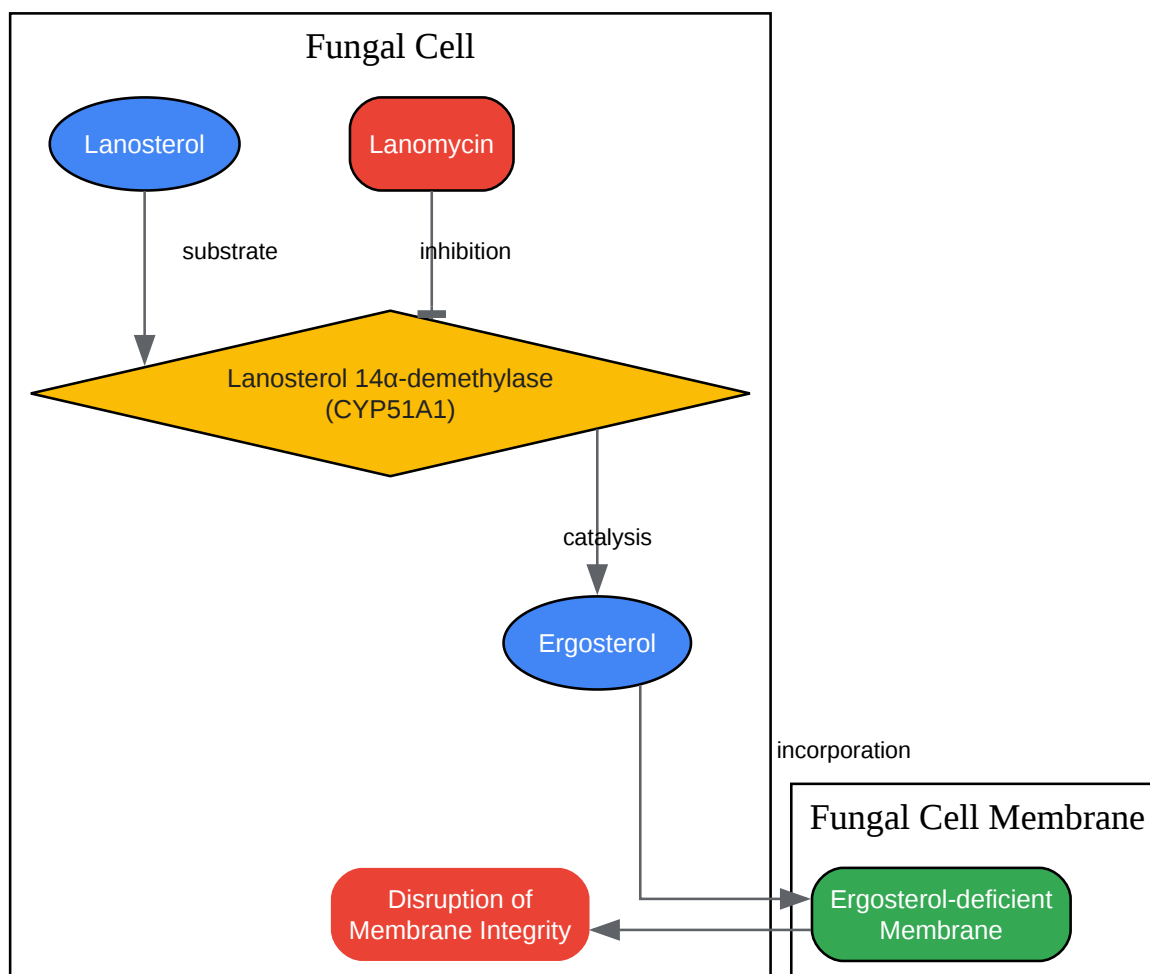 Fungal Cell
Lanosterol
Lanomycin
substrate
inhibition
Lanosterol 14α-demethylase
(CYP51A1)
catalysis
Ergosterol
incorporation
Fungal Cell Membrane
Disruption of
Membrane Integrity
Ergosterol-deficient
Membrane